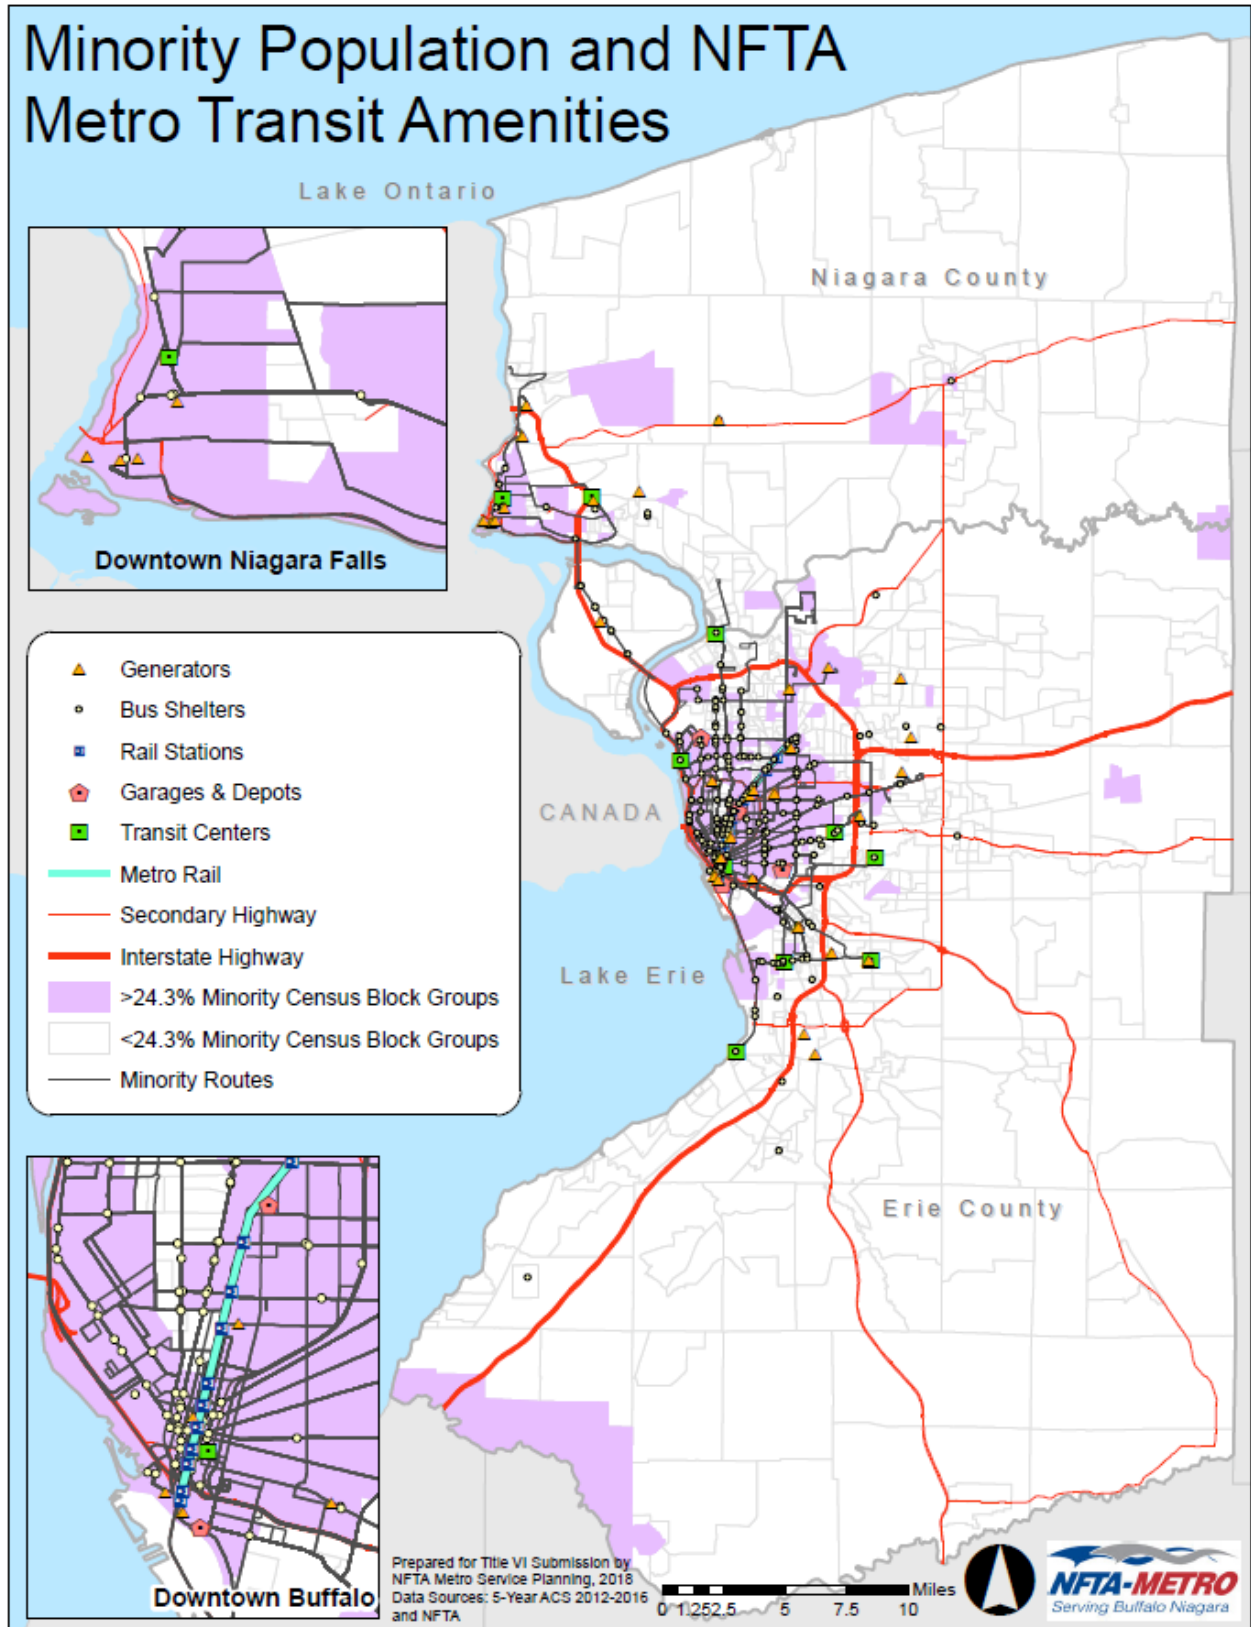 Minority Population and NFTA
Metro Transit Amenities
Lake Ontario
Niagara County
Downtown Niagara Falls
Generators
Bus Shelters
Rail Stations
Garages & Depots
Transit Centers
Metro Rail
Secondary Highway
Interstate Highway
>24.3% Minority Census Block Groups
<24.3% Minority Census Block Groups
Minority Routes
CANADA
Lake Erie
Erie County
Downtown Buffalo
Prepared for Title VI Submission by
NFTA Metro Service Planning, 2018
Data Sources: 5-Year ACS 2012-2016
and NFTA
Miles
0 1.25 2.5 5 7.5 10
NFTA-METRO
Serving Buffalo Niagara